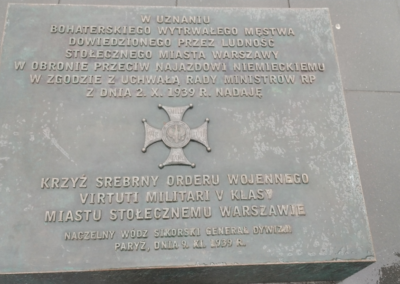 W UZNANIU
BOHATERSKIEGO WYTRWAŁEGO MĘSTWA
DOWIEDZIONEGO PRZEZ LUDNOŚĆ
STOŁECZNEGO MIASTA WARSZAWY
W OBRONIE PRZECIW NAJAZDOWI NIEMIECKIEMU
W ZGODZIE Z UCHWAŁĄ RADY MINISTRÓW RP
Z DNIA 2. X. 1939 R. NADAJĘ
KRZYŻ SREBRNY ORDERU WOJENNEGO
VIRTUTI MILITARI V KLASY
MIASTU STOŁECZNEMU WARSZAWIE
NACZELNY WÓDZ SIKORSKI GENERAŁ DYWIZJI
PARYŻ, DNIA 9. XI. 1939 R.